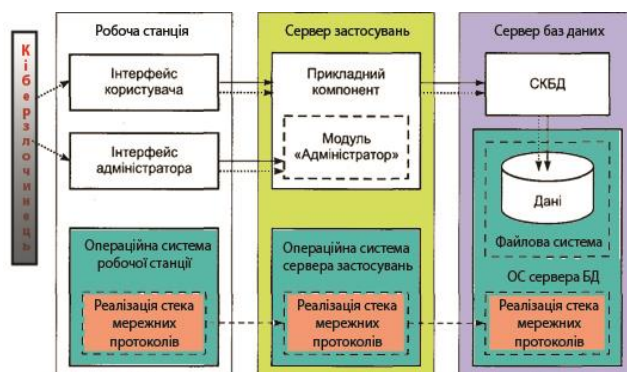 Кіберзлочинець
Робоча станція
Інтерфейс
користувача
Інтерфейс
адміністратора
Операційна система
робочої станції
Реалізація стека
мережних
протоколів
Сервер застосувань
Прикладний
компонент
Модуль
«Адміністратор»
Операційна система
сервера застосувань
Реалізація стека
мережних
протоколів
Сервер баз даних
СКБД
Дані
Файлова система
ОС сервера БД
Реалізація стека
мережних
протоколів